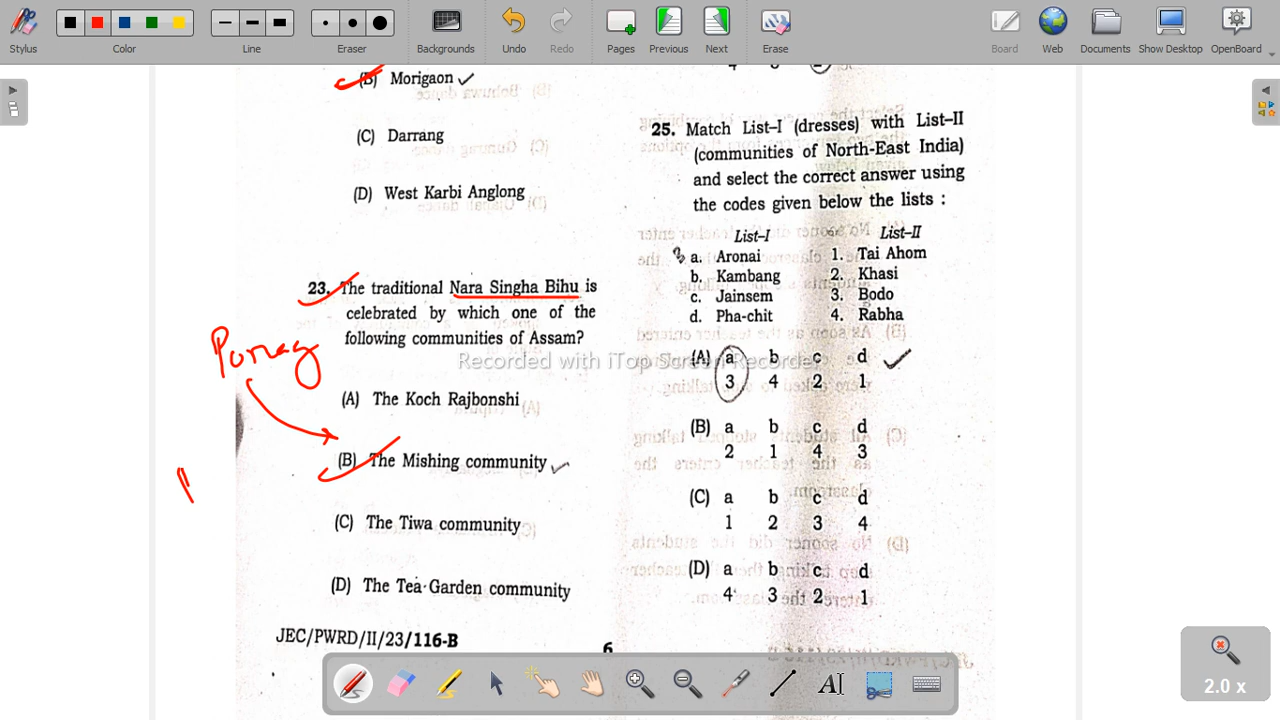 Stylus
Color
Line
Eraser
Backgrounds
Undo
Redo
Pages
Previous
Next
Erase
Board
Web
Documents
Show Desktop
OpenBoard
(B) Morigaon
(C) Darrang
(D) West Karbi Anglong
23. The traditional Nara Singha Bihu is
celebrated by which one of the
following communities of Assam?
(A) The Koch Rajbonshi
(B) The Mishing community
(C) The Tiwa community
(D) The Tea Garden community
JEC/PWRD/II/23/116-B
6
25. Match List-I (dresses) with List-II
(communities of North-East India)
and select the correct answer using
the codes given below the lists :
List-I List-II
a. Aronai 1. Tai Ahom
b. Kambang 2. Khasi
c. Jainsem 3. Bodo
d. Pha-chit 4. Rabha
(A) a b c d
3 4 2 1
(B) a b c d
2 1 4 3
(C) a b c d
1 2 3 4
(D) a b c d
4 3 2 1
Recorded with iTop Screen Recorder
2.0 x